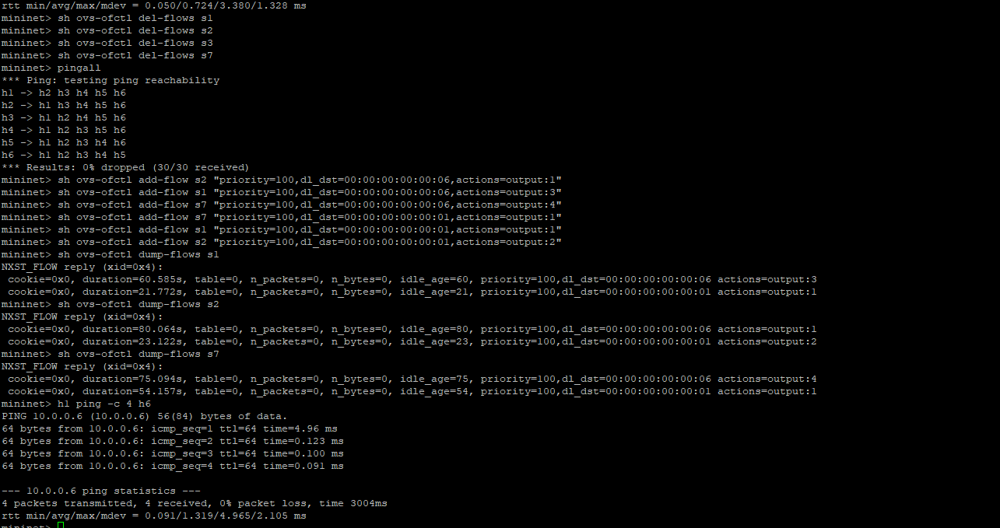 rtt min/avg/max/mdev = 0.050/0.724/3.380/1.328 ms
mininet> sh ovs-ofctl del-flows s1
mininet> sh ovs-ofctl del-flows s2
mininet> sh ovs-ofctl del-flows s3
mininet> sh ovs-ofctl del-flows s7
mininet> pingall
*** Ping: testing ping reachability
h1 -> h2 h3 h4 h5 h6
h2 -> h1 h3 h4 h5 h6
h3 -> h1 h2 h4 h5 h6
h4 -> h1 h2 h3 h5 h6
h5 -> h1 h2 h3 h4 h6
h6 -> h1 h2 h3 h4 h5
*** Results: 0% dropped (30/30 received)
mininet> sh ovs-ofctl add-flow s2 "priority=100,dl_dst=00:00:00:00:00:06,actions=output:1"
mininet> sh ovs-ofctl add-flow s1 "priority=100,dl_dst=00:00:00:00:00:06,actions=output:3"
mininet> sh ovs-ofctl add-flow s7 "priority=100,dl_dst=00:00:00:00:00:06,actions=output:4"
mininet> sh ovs-ofctl add-flow s7 "priority=100,dl_dst=00:00:00:00:00:01,actions=output:1"
mininet> sh ovs-ofctl add-flow s1 "priority=100,dl_dst=00:00:00:00:00:01,actions=output:1"
mininet> sh ovs-ofctl add-flow s2 "priority=100,dl_dst=00:00:00:00:00:01,actions=output:2"
mininet> sh ovs-ofctl dump-flows s1
NXST_FLOW reply (xid=0x4):
 cookie=0x0, duration=60.585s, table=0, n_packets=0, n_bytes=0, idle_age=60, priority=100,dl_dst=00:00:00:00:00:06 actions=output:3
 cookie=0x0, duration=21.772s, table=0, n_packets=0, n_bytes=0, idle_age=21, priority=100,dl_dst=00:00:00:00:00:01 actions=output:1
mininet> sh ovs-ofctl dump-flows s2
NXST_FLOW reply (xid=0x4):
 cookie=0x0, duration=80.064s, table=0, n_packets=0, n_bytes=0, idle_age=80, priority=100,dl_dst=00:00:00:00:00:06 actions=output:1
 cookie=0x0, duration=23.122s, table=0, n_packets=0, n_bytes=0, idle_age=23, priority=100,dl_dst=00:00:00:00:00:01 actions=output:2
mininet> sh ovs-ofctl dump-flows s7
NXST_FLOW reply (xid=0x4):
 cookie=0x0, duration=75.094s, table=0, n_packets=0, n_bytes=0, idle_age=75, priority=100,dl_dst=00:00:00:00:00:06 actions=output:4
 cookie=0x0, duration=54.157s, table=0, n_packets=0, n_bytes=0, idle_age=54, priority=100,dl_dst=00:00:00:00:00:01 actions=output:1
mininet> h1 ping -c 4 h6
PING 10.0.0.6 (10.0.0.6) 56(84) bytes of data.
64 bytes from 10.0.0.6: icmp_seq=1 ttl=64 time=4.96 ms
64 bytes from 10.0.0.6: icmp_seq=2 ttl=64 time=0.123 ms
64 bytes from 10.0.0.6: icmp_seq=3 ttl=64 time=0.100 ms
64 bytes from 10.0.0.6: icmp_seq=4 ttl=64 time=0.091 ms
--- 10.0.0.6 ping statistics ---
4 packets transmitted, 4 received, 0% packet loss, time 3004ms
rtt min/avg/max/mdev = 0.091/1.319/4.965/2.105 ms
mininet>